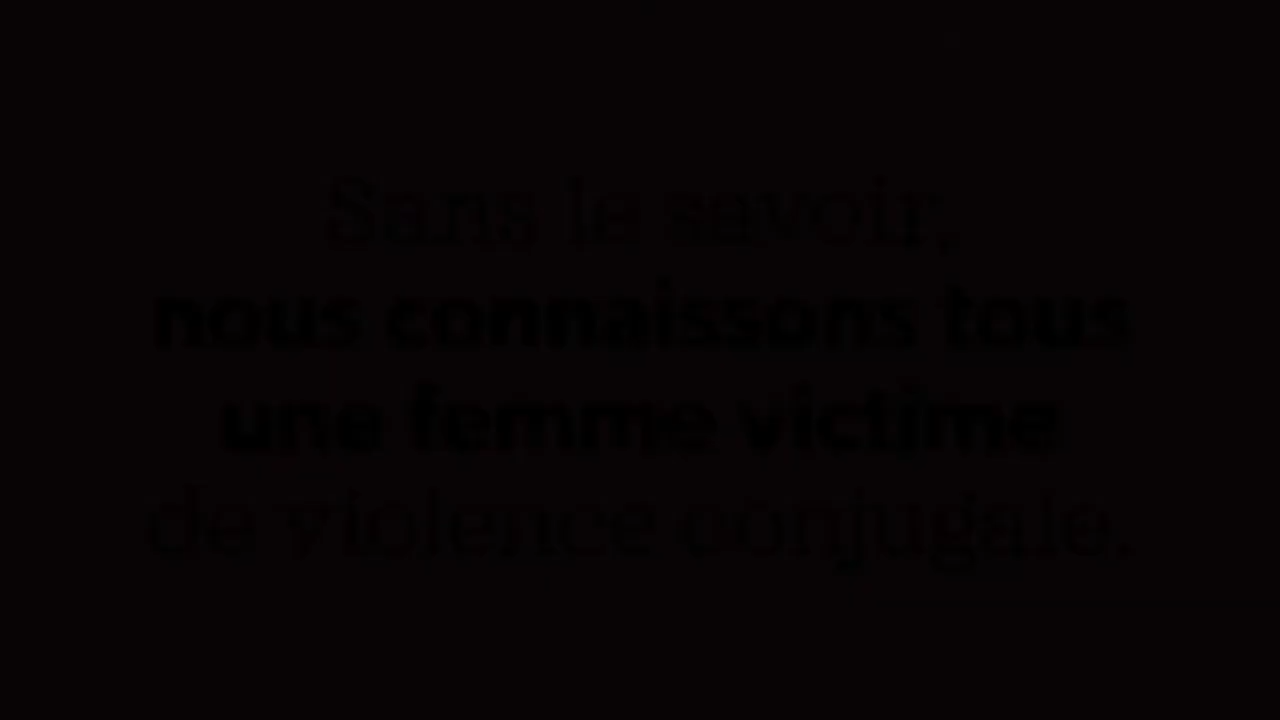 Sans le savoir,
nous connaissons tous
une femme victime
de violence conjugale.